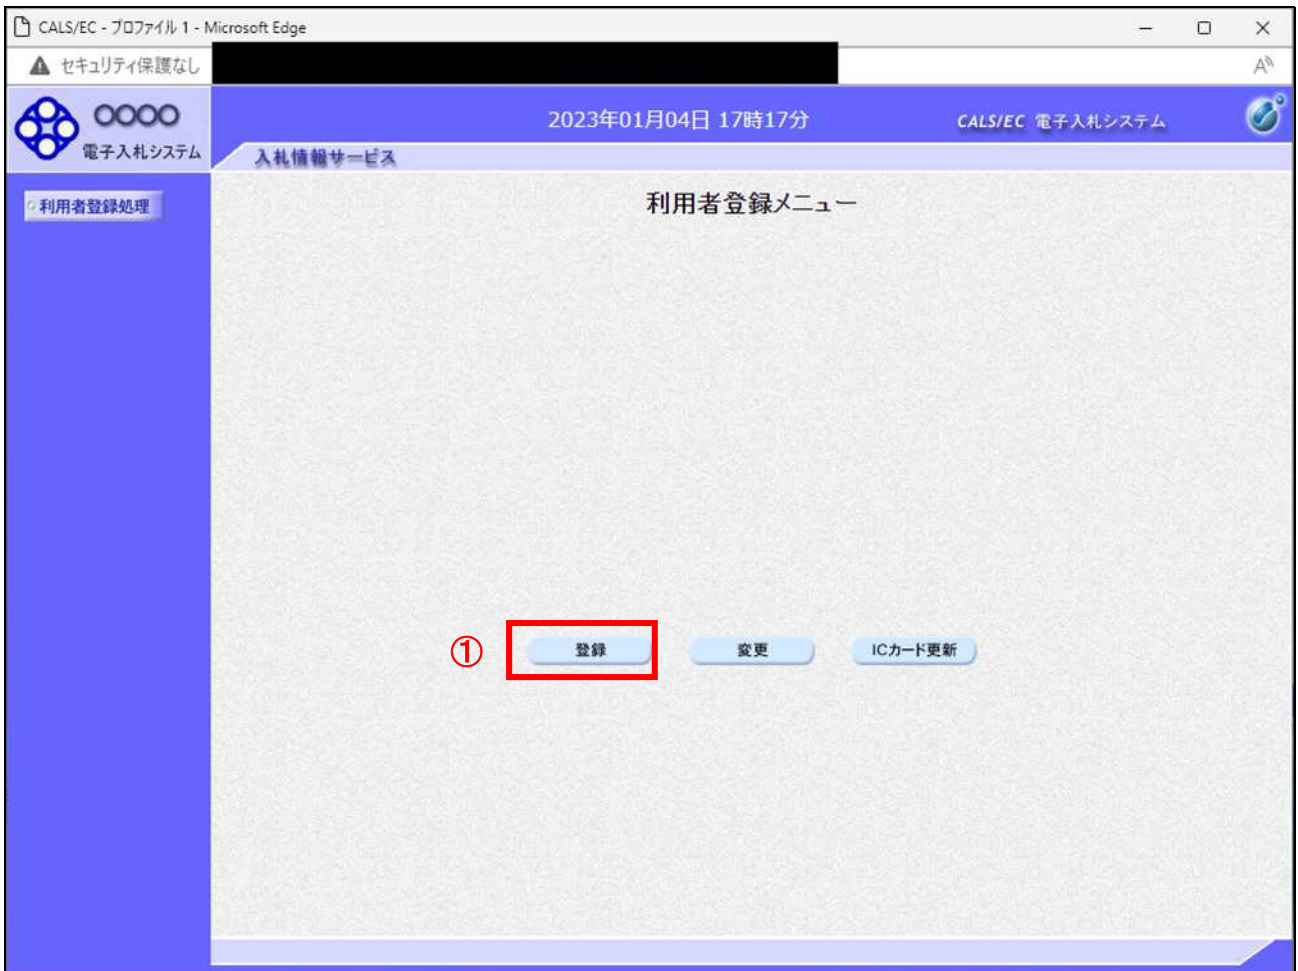 CALS/EC - プロファイル 1 - Microsoft Edge
セキュリティ保護なし
A
〇〇〇〇
電子入札システム
2023年01月04日 17時17分
CALS/EC 電子入札システム
入札情報サービス
利用者登録処理
利用者登録メニュー
①
登録
変更
ICカード更新